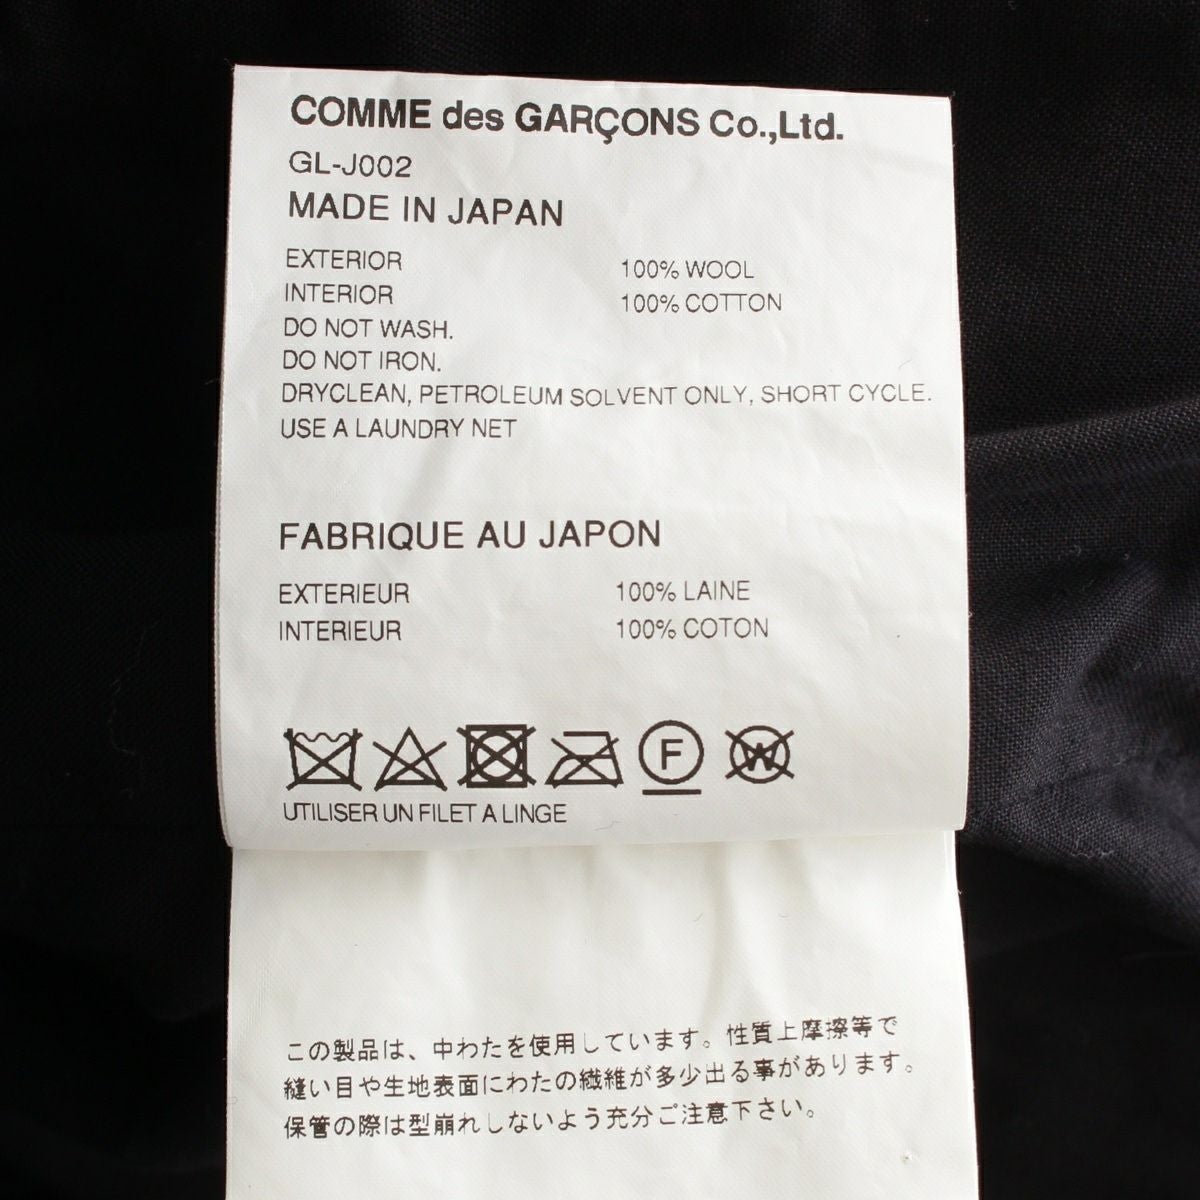 COMME des GARÇONS Co.,Ltd.
GL-J002
MADE IN JAPAN
EXTERIOR 100% WOOL
INTERIOR 100% COTTON
DO NOT WASH.
DO NOT IRON.
DRYCLEAN, PETROLEUM SOLVENT ONLY, SHORT CYCLE.
USE A LAUNDRY NET
FABRIQUE AU JAPON
EXTERIEUR 100% LAINE
INTERIEUR 100% COTON
F W
UTILISER UN FILET A LINGE
この製品は、中わたを使用しています。性質上摩擦等で
縫い目や生地表面にわたの繊維が多少出る事があります。
保管の際は型崩れしないよう充分ご注意下さい。